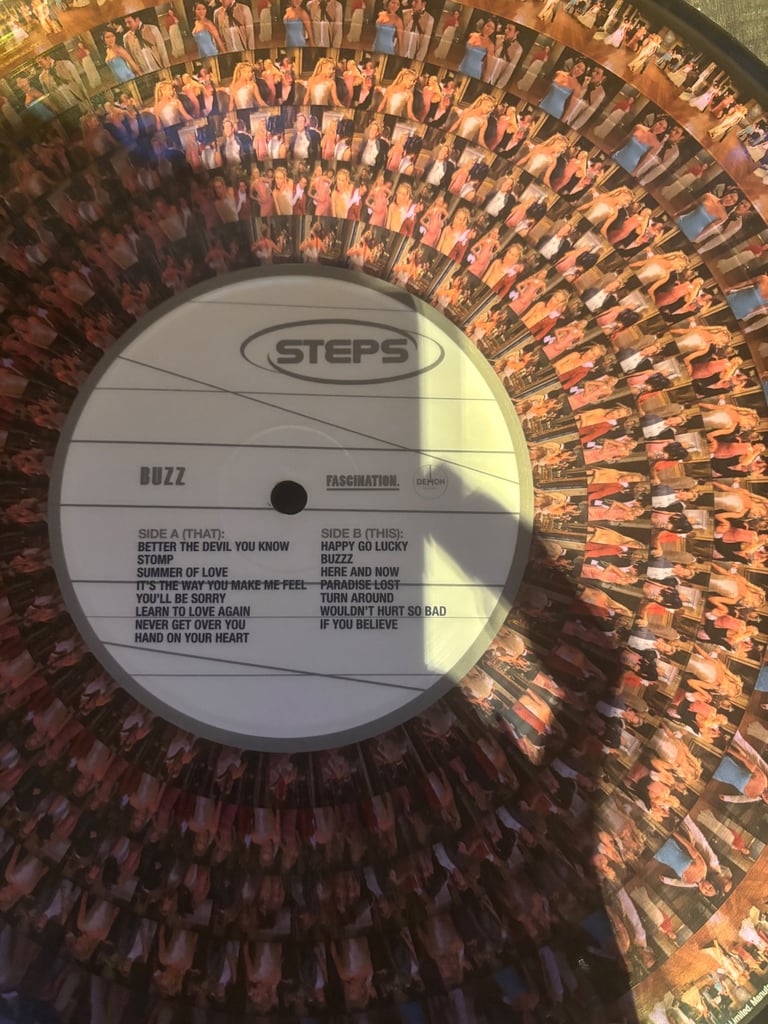 STEPS
BUZZ
FASCINATION.
DEMON
SIDE A (THAT):
BETTER THE DEVIL YOU KNOW
STOMP
SUMMER OF LOVE
IT'S THE WAY YOU MAKE ME FEEL
YOU'LL BE SORRY
LEARN TO LOVE AGAIN
NEVER GET OVER YOU
HAND ON YOUR HEART
SIDE B (THIS):
HAPPY GO LUCKY
BUZZZ
HERE AND NOW
PARADISE LOST
TURN AROUND
WOULDN'T HURT SO BAD
IF YOU BELIEVE
Limited.